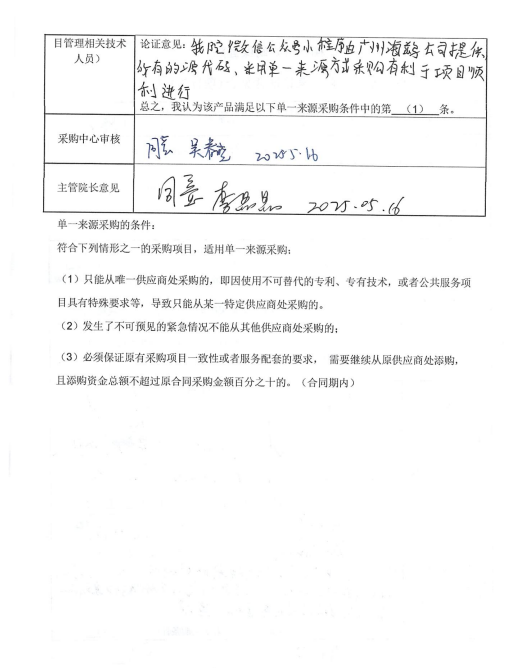 目管理相关技术
人员）
论证意见：我院微信公众号小程序由广州海鹚公司提供
所有的源代码、采用单一来源方式采购有利于项目顺
利进行
总之，我认为该产品满足以下单一来源采购条件中的第 （1） 条。
采购中心审核
同意 吴春 2025.5.16
主管院长意见
同意 李 2025.05.16
单一来源采购的条件：
符合下列情形之一的采购项目，适用单一来源采购；
（1）只能从唯一供应商处采购的，即因使用不可替代的专利、专有技术，或者公共服务项
目具有特殊要求等，导致只能从某一特定供应商处采购的。
（2）发生了不可预见的紧急情况不能从其他供应商处采购的；
（3）必须保证原有采购项目一致性或者服务配套的要求， 需要继续从原供应商处添购，
且添购资金总额不超过原合同采购金额百分之十的。（合同期内）